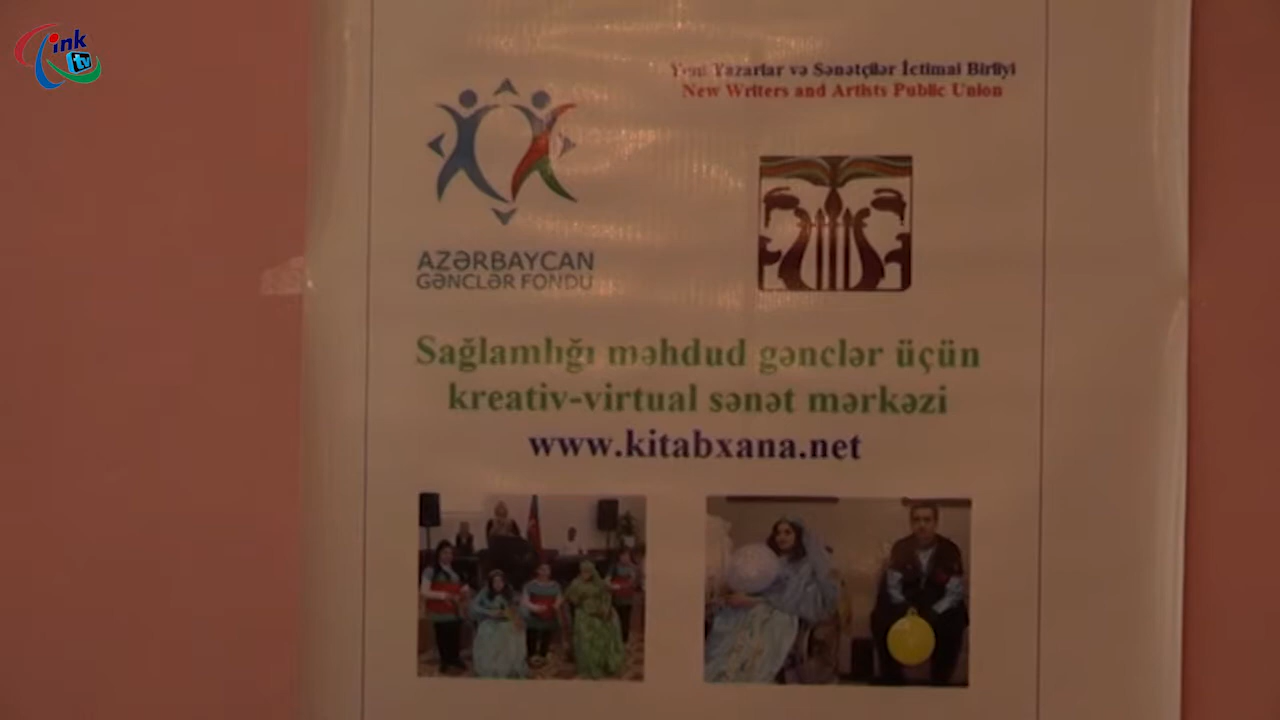 ink
tv
Yeni Yazarlar və Sənətçilər İctimai Birliyi
New Writers and Artists Public Union
AZƏRBAYCAN
GƏNCLƏR FONDU
Sağlamlığı məhdud gənclər üçün
kreativ-virtual sənət mərkəzi
www.kitabxana.net